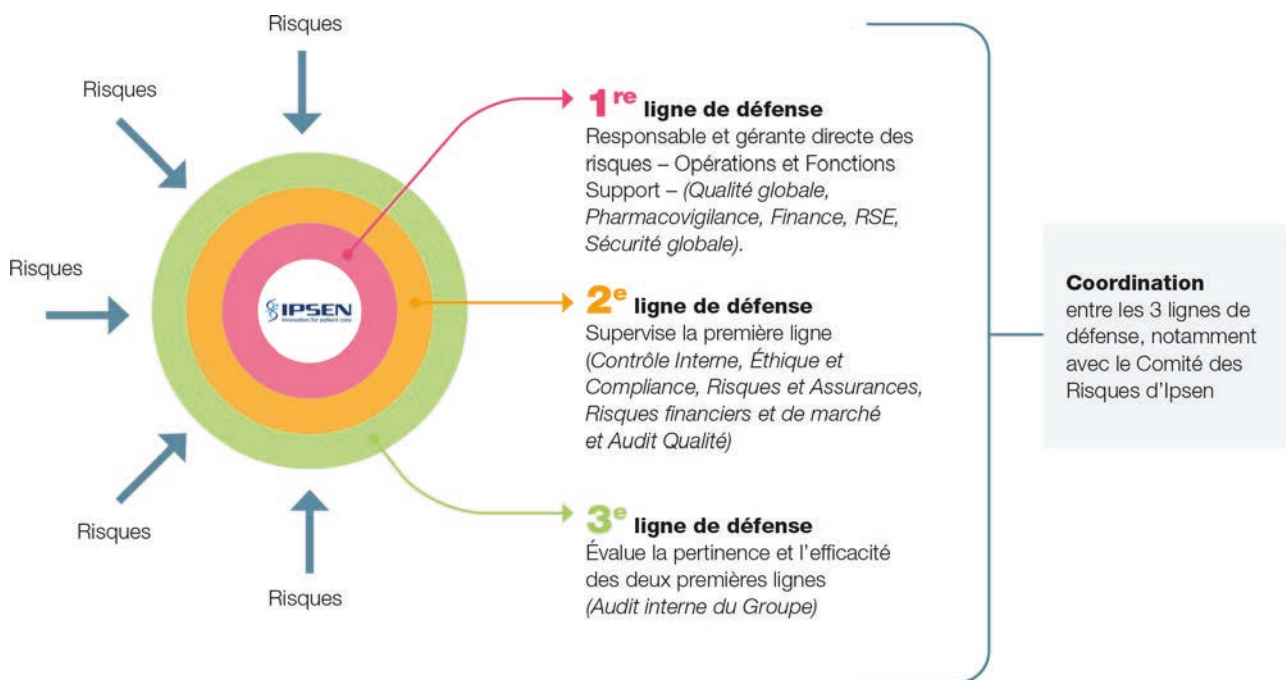 Risques
Risques
Risques
Risques
Risques
IPSEN
Innovation for patient care
1re ligne de défense
Responsable et gérante directe des
risques – Opérations et Fonctions
Support – (Qualité globale,
Pharmacovigilance, Finance, RSE,
Sécurité globale).
2e ligne de défense
Supervise la première ligne
(Contrôle Interne, Éthique et
Compliance, Risques et Assurances,
Risques financiers et de marché
et Audit Qualité)
3e ligne de défense
Évalue la pertinence et l'efficacité
des deux premières lignes
(Audit interne du Groupe)
Coordination
entre les 3 lignes de
défense, notamment
avec le Comité des
Risques d'Ipsen